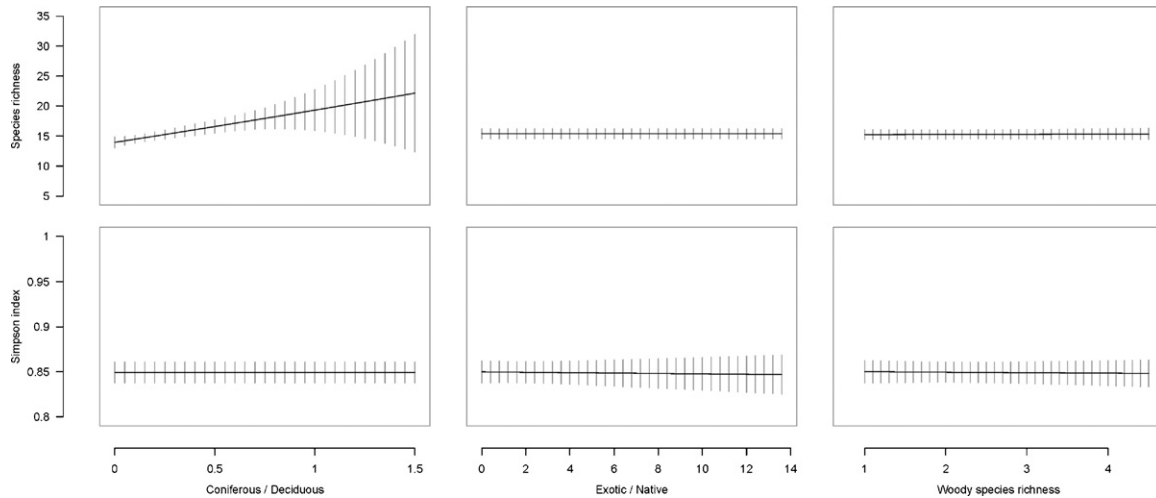 35
30
25
20
15
10
5
Species richness
1
0.95
0.9
0.85
0.8
Simpson index
0 0.5 1 1.5
Coniferous / Deciduous
0 2 4 6 8 10 12 14
Exotic / Native
1 2 3 4
Woody species richness